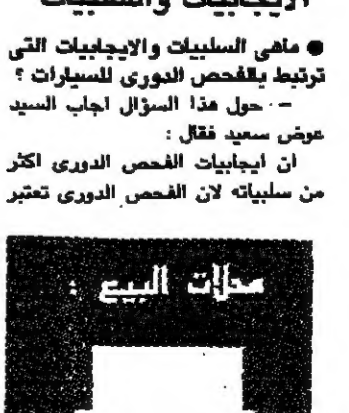 الايجابيات والسلبيات
● ماهى السلبيات والايجابيات التى
ترتبط بالفحص الدورى للسيارات ؟
- حول هذا السؤال اجاب السيد
عوض سعيد فقال :
ان ايجابيات الفحص الدورى اكثر
من سلبياته لان الفحص الدورى تعتبر
محلات البيع :